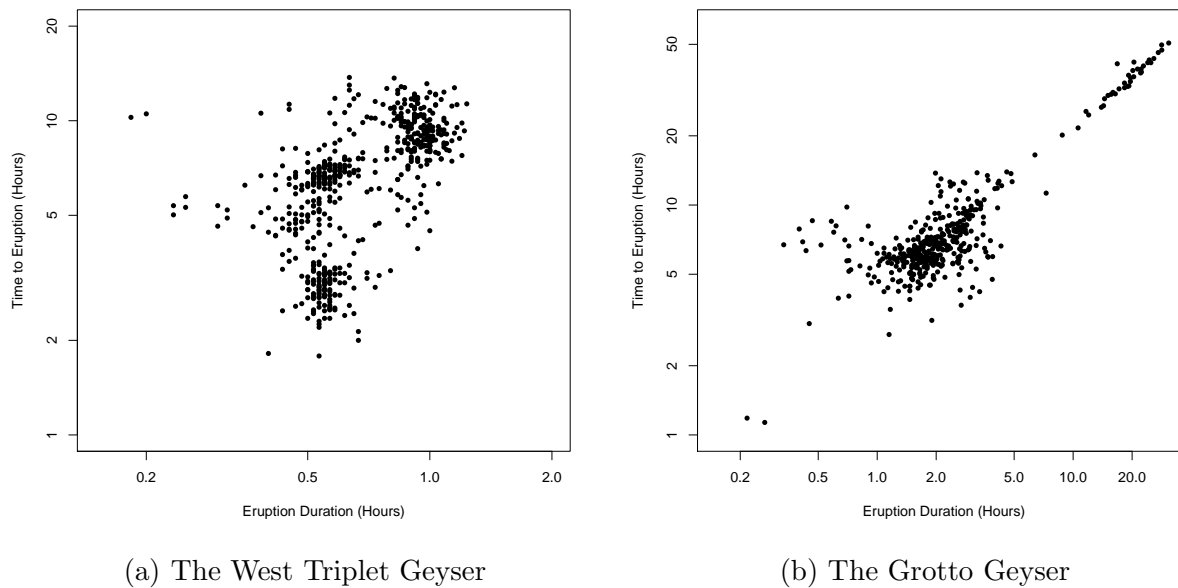 20
10
5
2
1
Time to Eruption (Hours)
0.2 0.5 1.0 2.0
Eruption Duration (Hours)
(a) The West Triplet Geyser
50
20
10
5
2
1
Time to Eruption (Hours)
0.2 0.5 1.0 2.0 5.0 10.0 20.0
Eruption Duration (Hours)
(b) The Grotto Geyser